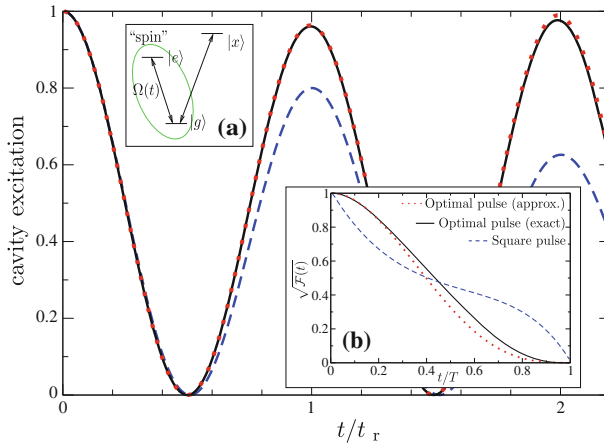 cavity excitation
1
0.8
0.6
0.4
0.2
0
0
1
2
t/t r
"spin"
|e⟩
|x⟩
Ω(t)
|g⟩
(a)
Optimal pulse (approx.)
Optimal pulse (exact)
Square pulse
√F(t)
1
0.8
0.6
0.4
0.2
0
0
0.2
0.4
0.6
0.8
1
t/T
(b)